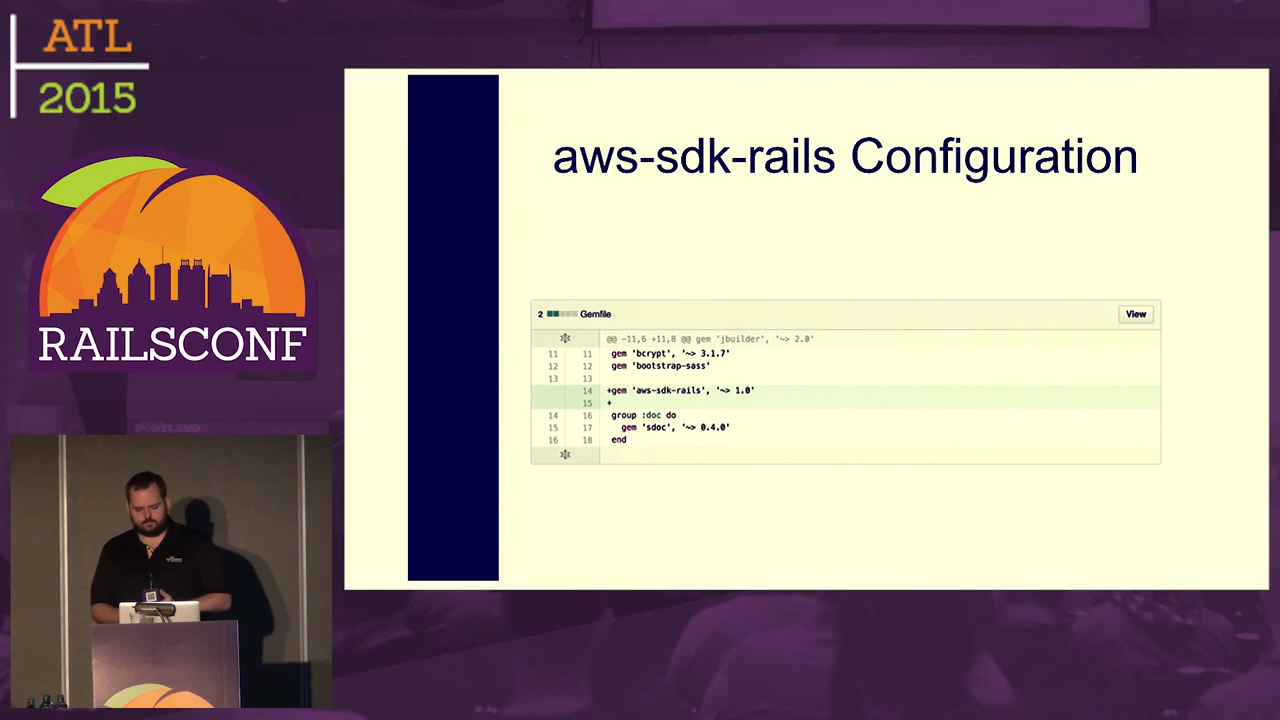 ATL
2015
RAILSCONF
aws-sdk-rails Configuration
2 Gemfile View
@@ -11,6 +11,8 @@ gem 'jbuilder', '~> 2.0'
11 11 gem 'bcrypt', '~> 3.1.7'
12 12 gem 'bootstrap-sass'
13 13
14 +gem 'aws-sdk-rails', '~> 1.0'
15 +
14 16 group :doc do
15 17 gem 'sdoc', '~> 0.4.0'
16 18 end
PORTLAND